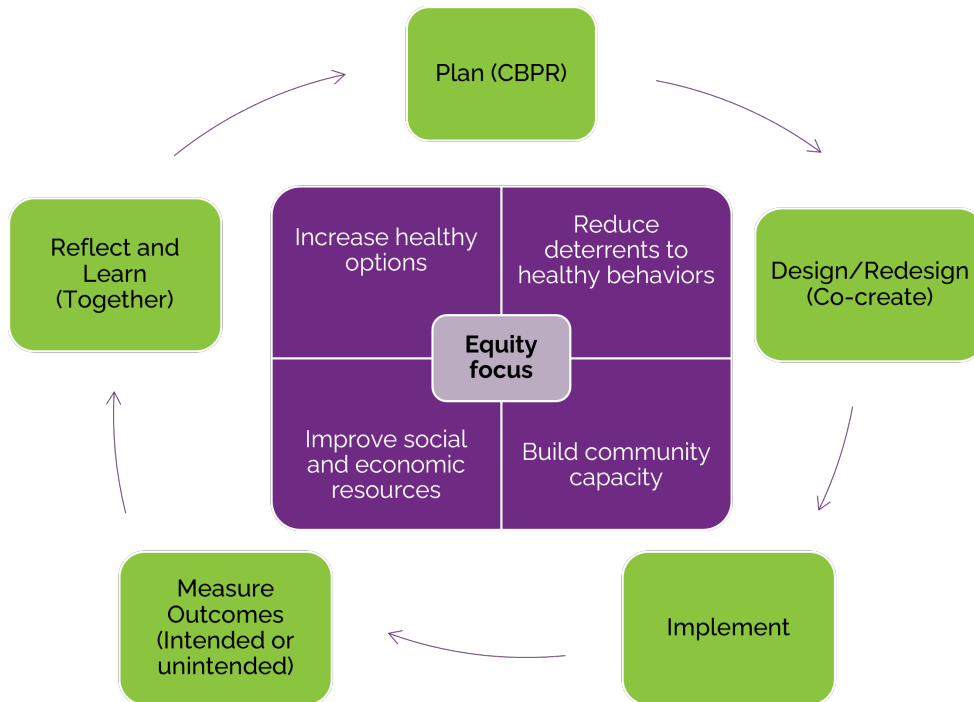 Plan (CBPR)
Design/Redesign
(Co-create)
Implement
Measure
Outcomes
(Intended or
unintended)
Reflect and
Learn
(Together)
Increase healthy
options
Reduce
deterrents to
healthy behaviors
Equity
focus
Improve social
and economic
resources
Build community
capacity